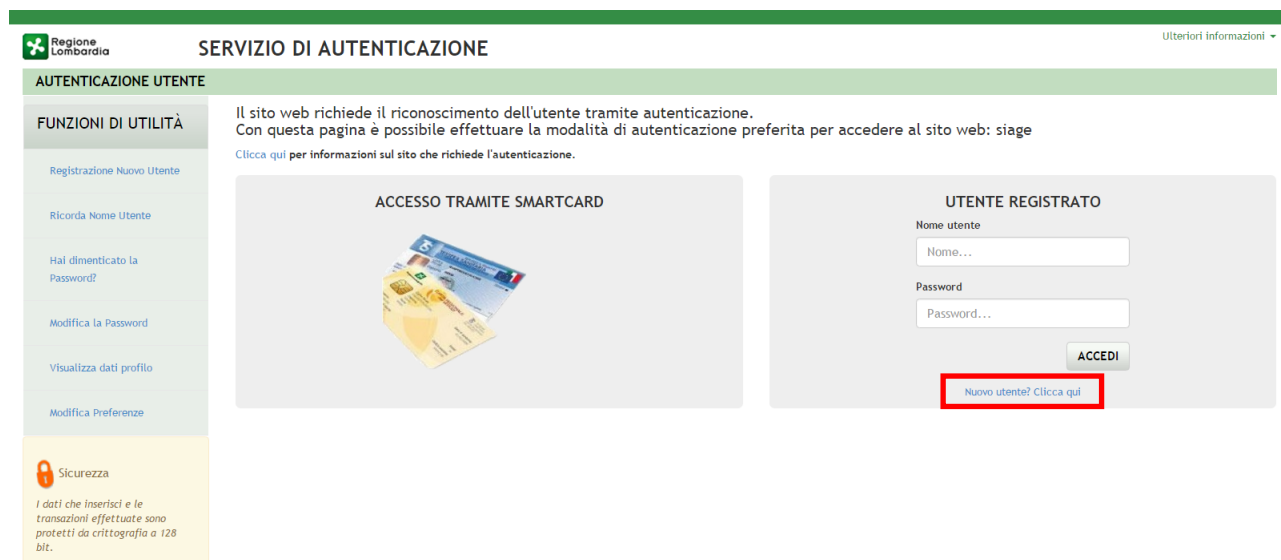 Regione
Lombardia
SERVIZIO DI AUTENTICAZIONE
Ulteriori informazioni
AUTENTICAZIONE UTENTE
FUNZIONI DI UTILITÀ
Registrazione Nuovo Utente
Ricorda Nome Utente
Hai dimenticato la
Password?
Modifica la Password
Visualizza dati profilo
Modifica Preferenze
Sicurezza
I dati che inserisci e le
transazioni effettuate sono
protetti da crittografia a 128
bit.
Il sito web richiede il riconoscimento dell'utente tramite autenticazione.
Con questa pagina è possibile effettuare la modalità di autenticazione preferita per accedere al sito web: siage
Clicca qui per informazioni sul sito che richiede l'autenticazione.
ACCESSO TRAMITE SMARTCARD
UTENTE REGISTRATO
Nome utente
Nome...
Password
Password...
ACCEDI
Nuovo utente? Clicca qui